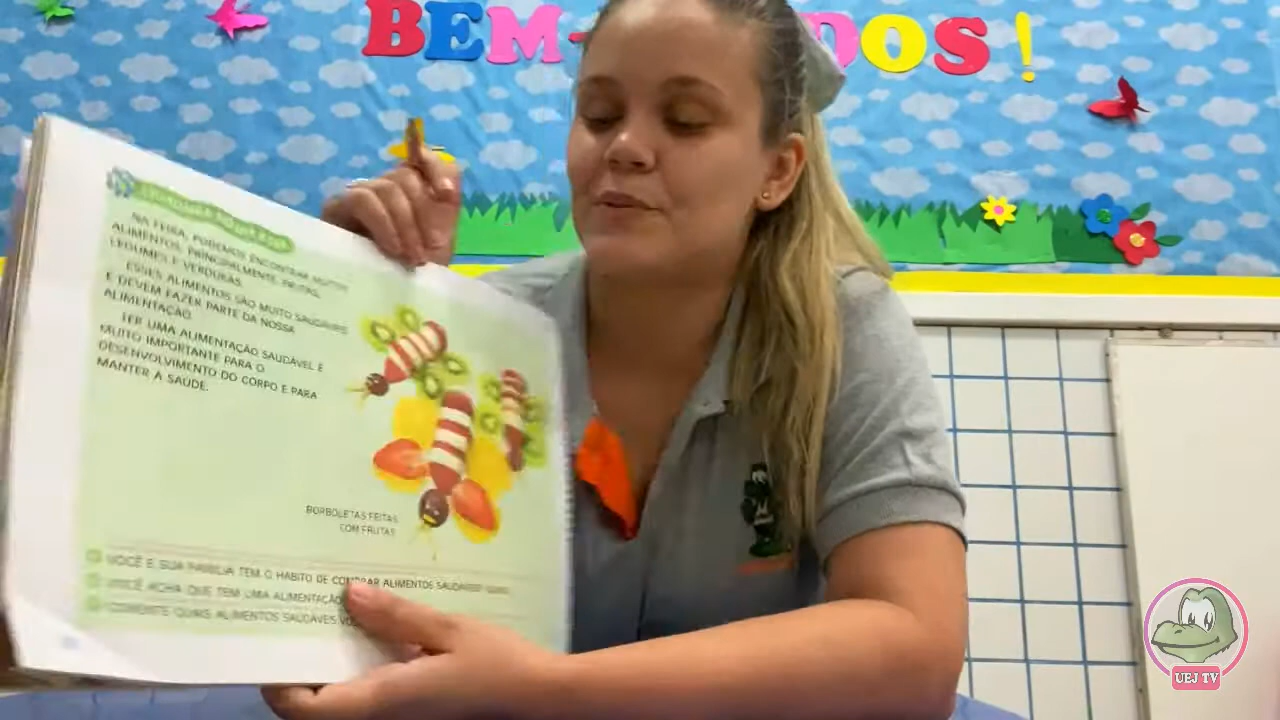 BEM- DOS!
NA FEIRA, PODEMOS ENCONTRAR MUITOS
ALIMENTOS, PRINCIPALMENTE, FRUTAS,
LEGUMES E VERDURAS.
ESSES ALIMENTOS SÃO MUITO SAUDÁVEIS
E DEVEM FAZER PARTE DA NOSSA
ALIMENTAÇÃO.
TER UMA ALIMENTAÇÃO SAUDÁVEL É
MUITO IMPORTANTE PARA O
DESENVOLVIMENTO DO CORPO E PARA
MANTER A SAÚDE.
BORBOLETAS FEITAS
COM FRUTAS
VOCÊ E SUA FAMÍLIA TEM O HÁBITO DE COMPRAR ALIMENTOS SAUDÁVEIS?
VOCÊ ACHA QUE TEM UMA ALIMENTAÇÃO
QUAIS ALIMENTOS SAUDÁVEIS
UEJ TV